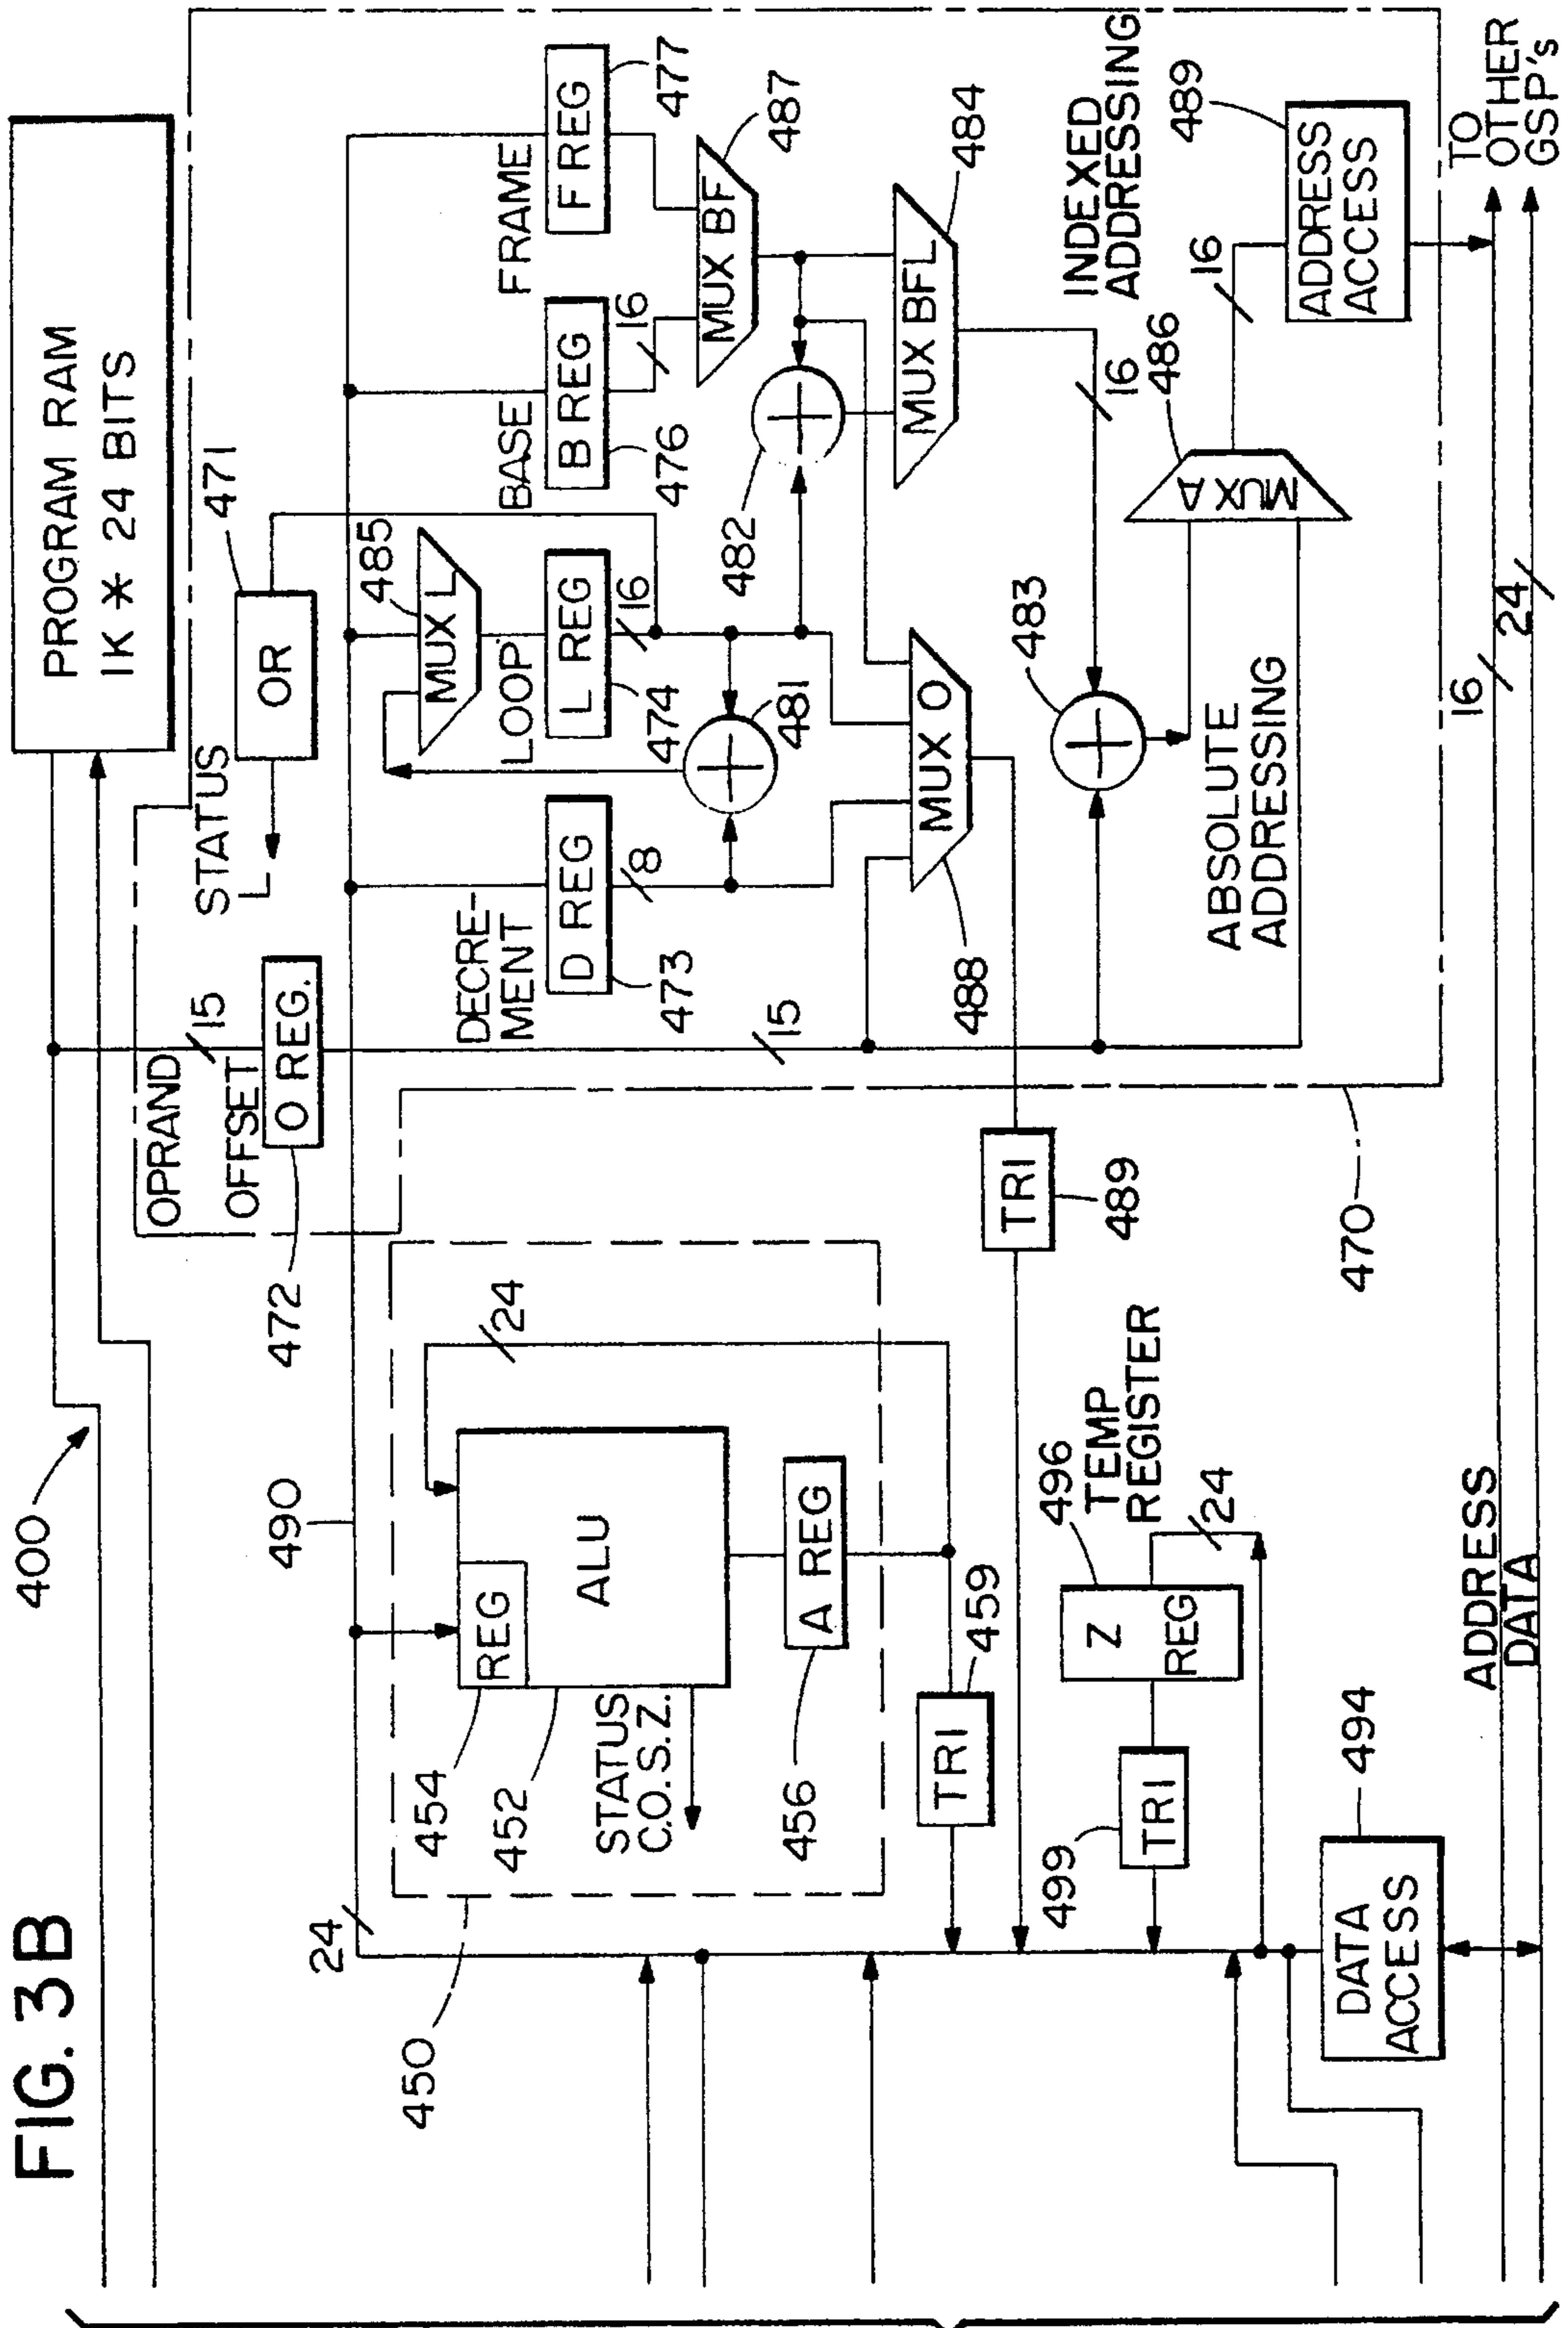 FIG. 3B
400
PROGRAM RAM
1K * 24 BITS
STATUS
L
OR
471
OPRAND
OFFSET
15
O REG.
472
490
24
450
REG
ALU
24
454
452
STATUS
C.O.S.Z.
A REG
456
TRI
459
DECRE-
MENT
D REG
473
8
15
485
MUX L
LOOP
L REG
474
16
481
BASE
B REG
476
16
FRAME
F REG
477
MUX BF
487
482
MUX BFL
484
MUX O
488
TRI
489
483
16
INDEXED
ADDRESSING
ABSOLUTE
ADDRESSING
MUX A
486
16
489
ADDRESS
ACCESS
470
496
TEMP
REGISTER
Z
REG
24
TRI
499
DATA
ACCESS
494
ADDRESS
DATA
16
24
TO
OTHER
GSP's